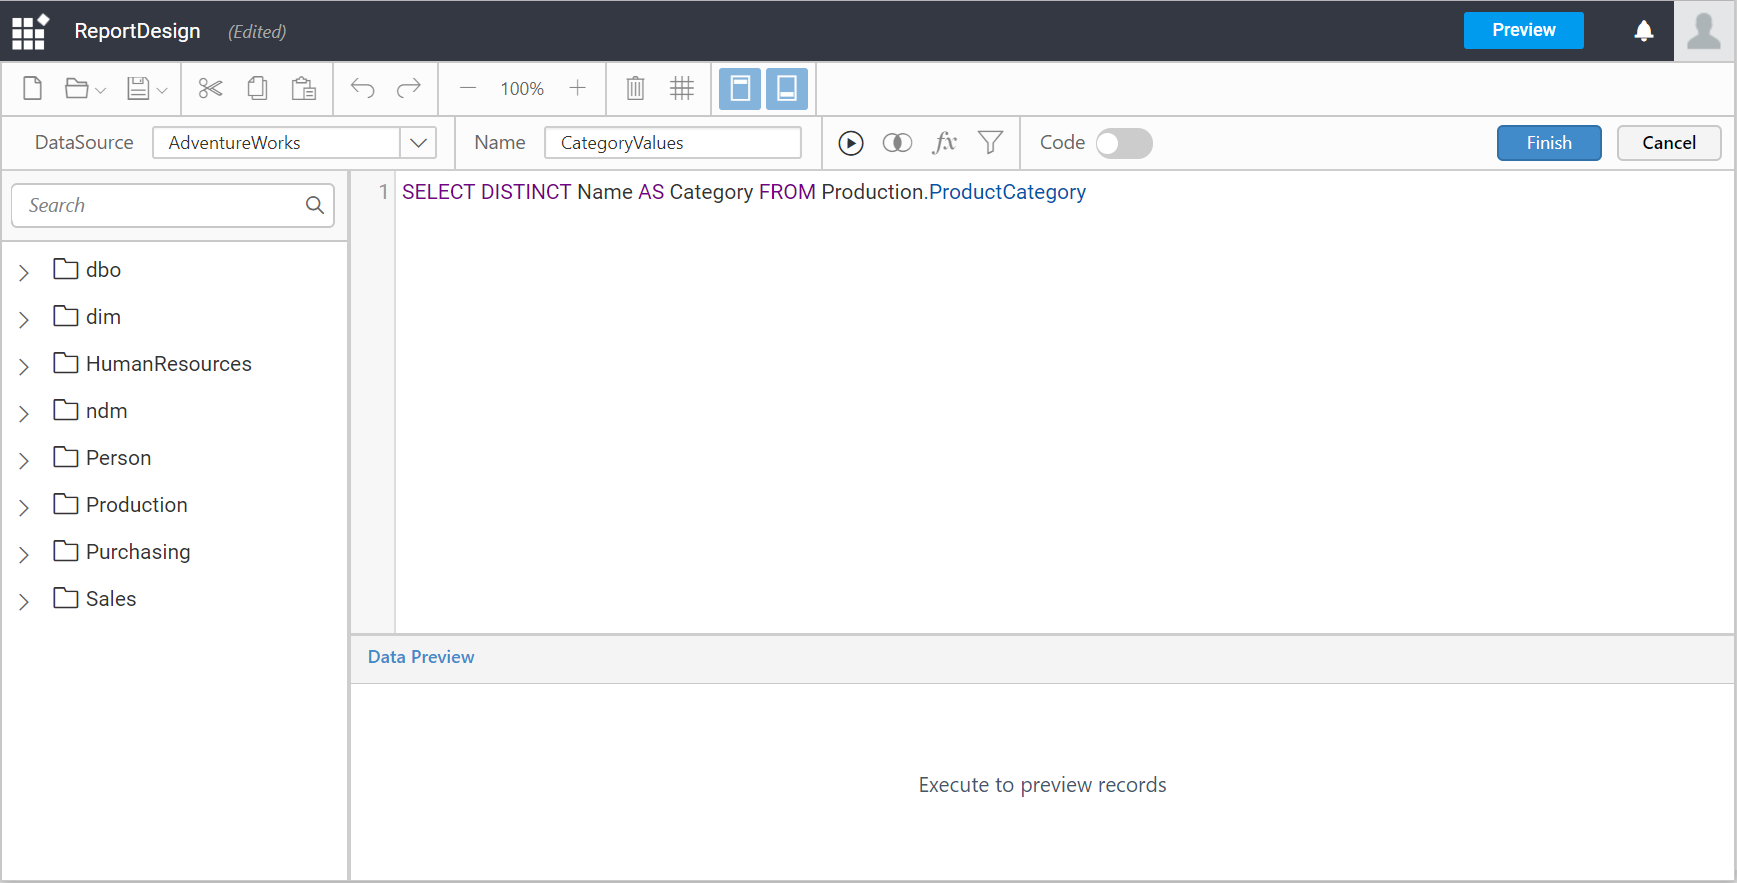 ReportDesign (Edited) Preview
100%
DataSource AdventureWorks Name CategoryValues fx Code Finish Cancel
Search
1 SELECT DISTINCT Name AS Category FROM Production.ProductCategory
dbo
dim
HumanResources
ndm
Person
Production
Purchasing
Sales
Data Preview
Execute to preview records